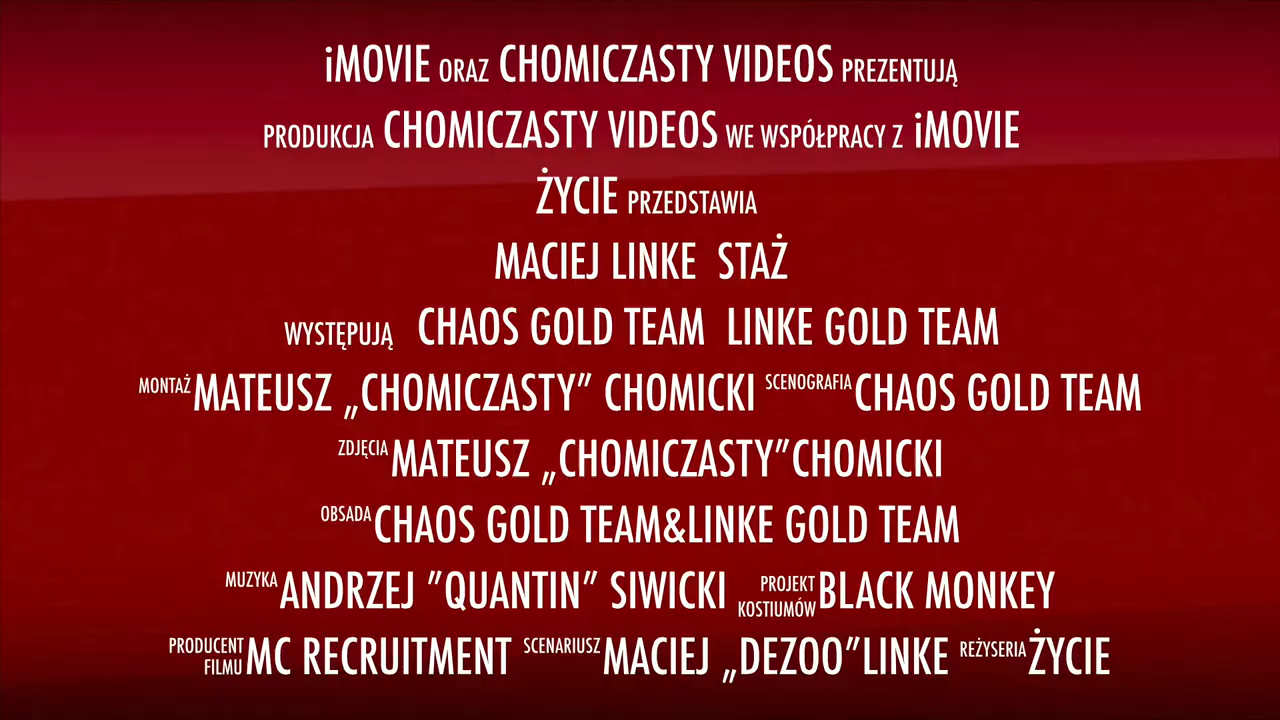 iMOVIE ORAZ CHOMICZASTY VIDEOS PREZENTUJĄ
PRODUKCJA CHOMICZASTY VIDEOS WE WSPÓŁPRACY Z iMOVIE
ŻYCIE PRZEDSTAWIA
MACIEJ LINKE STAŻ
WYSTĘPUJĄ CHAOS GOLD TEAM LINKE GOLD TEAM
MONTAŻ MATEUSZ „CHOMICZASTY” CHOMICKI SCENOGRAFIA CHAOS GOLD TEAM
ZDJĘCIA MATEUSZ „CHOMICZASTY”CHOMICKI
OBSADA CHAOS GOLD TEAM&LINKE GOLD TEAM
MUZYKA ANDRZEJ ”QUANTIN” SIWICKI PROJEKT KOSTIUMÓW BLACK MONKEY
PRODUCENT FILMU MC RECRUITMENT SCENARIUSZ MACIEJ „DEZOO”LINKE REŻYSERIA ŻYCIE